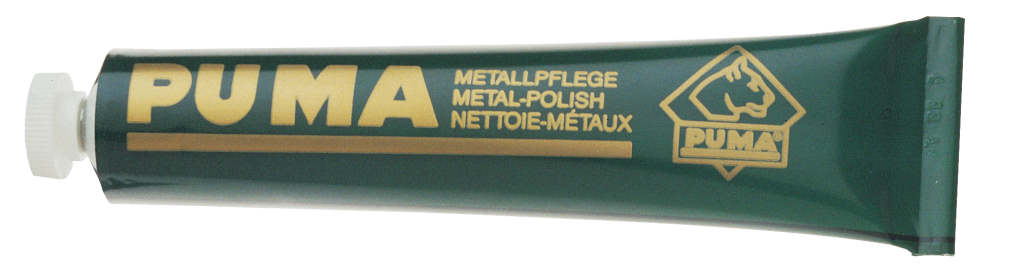 PUMA
METALLPFLEGE
METAL-POLISH
NETTOIE-MÉTAUX
PUMA®